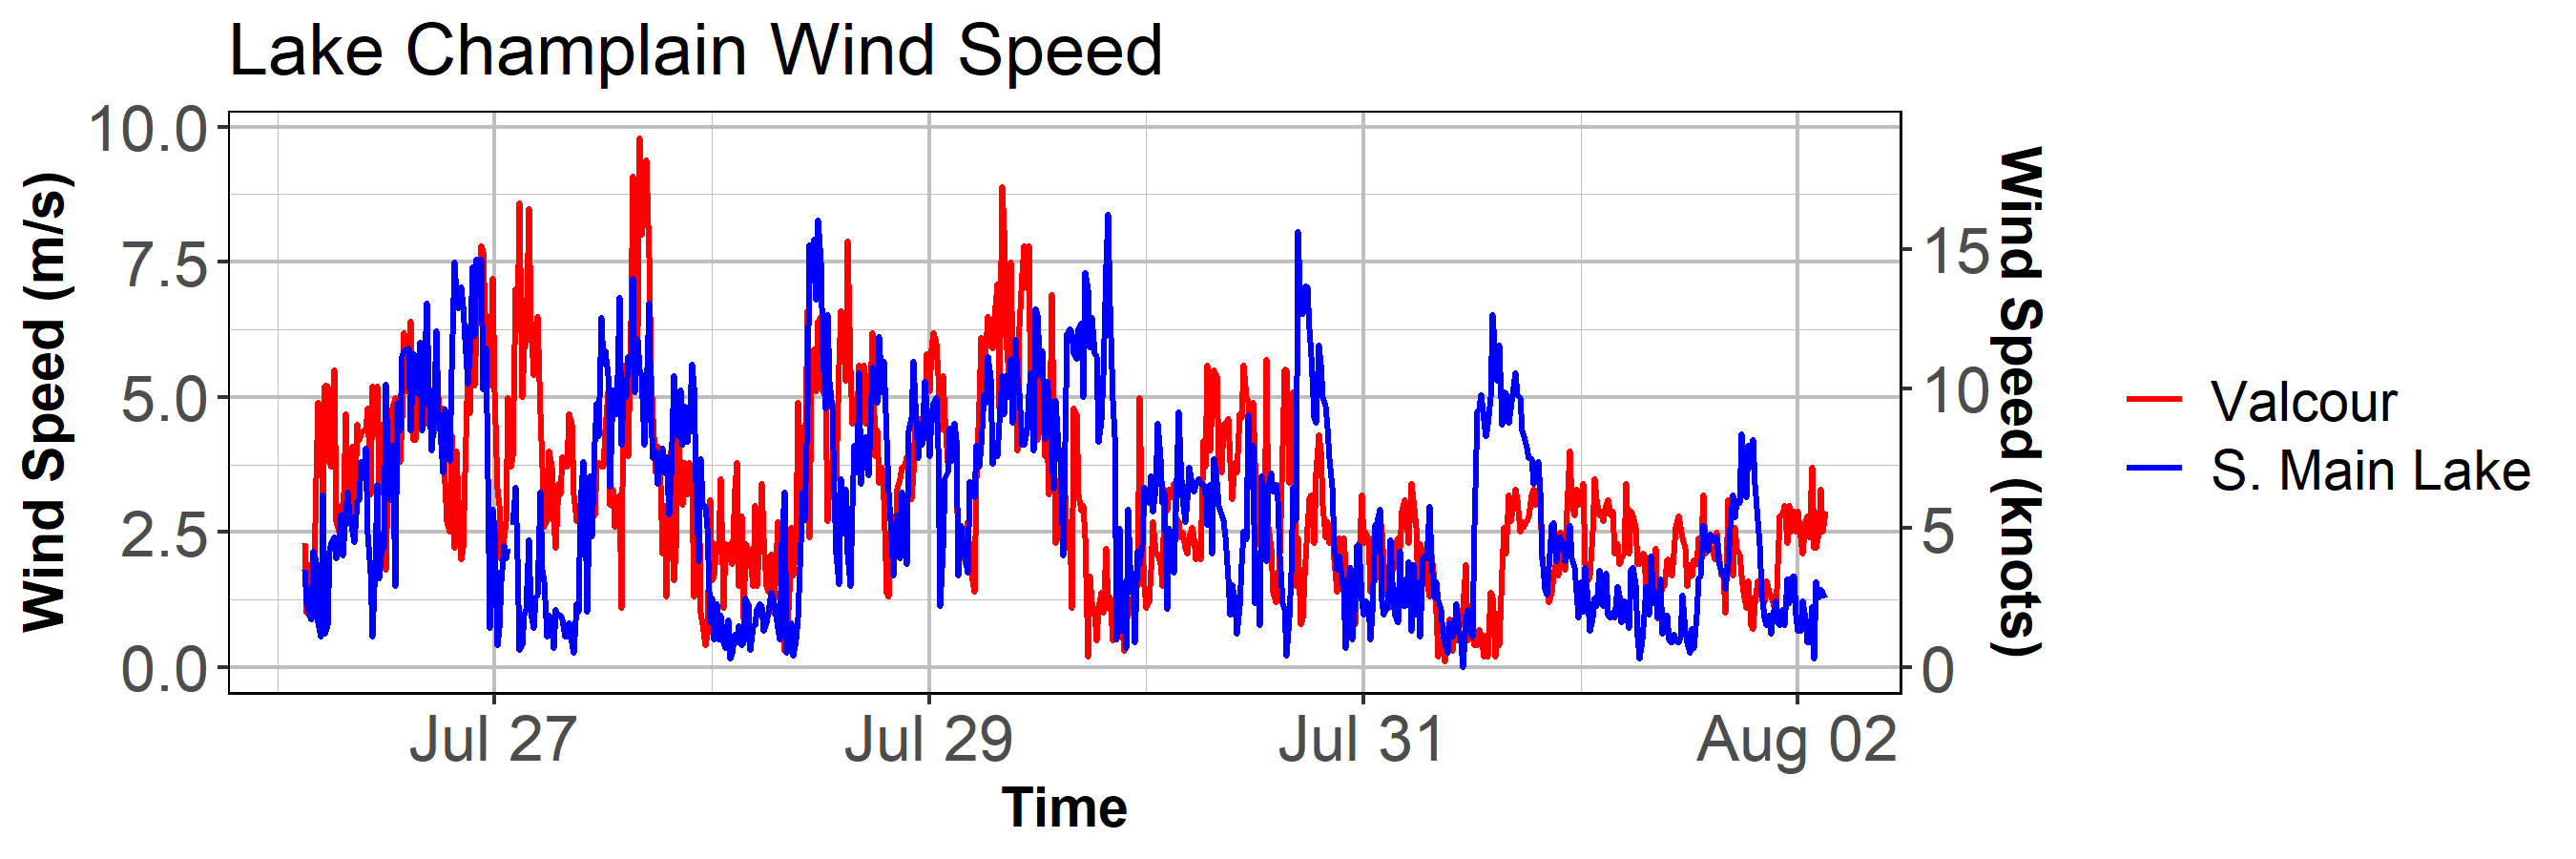 Lake Champlain Wind Speed
Wind Speed (m/s)
10.0
7.5
5.0
2.5
0.0
15
10
5
0
Wind Speed (knots)
Jul 27
Jul 29
Jul 31
Aug 02
Time
Valcour
S. Main Lake